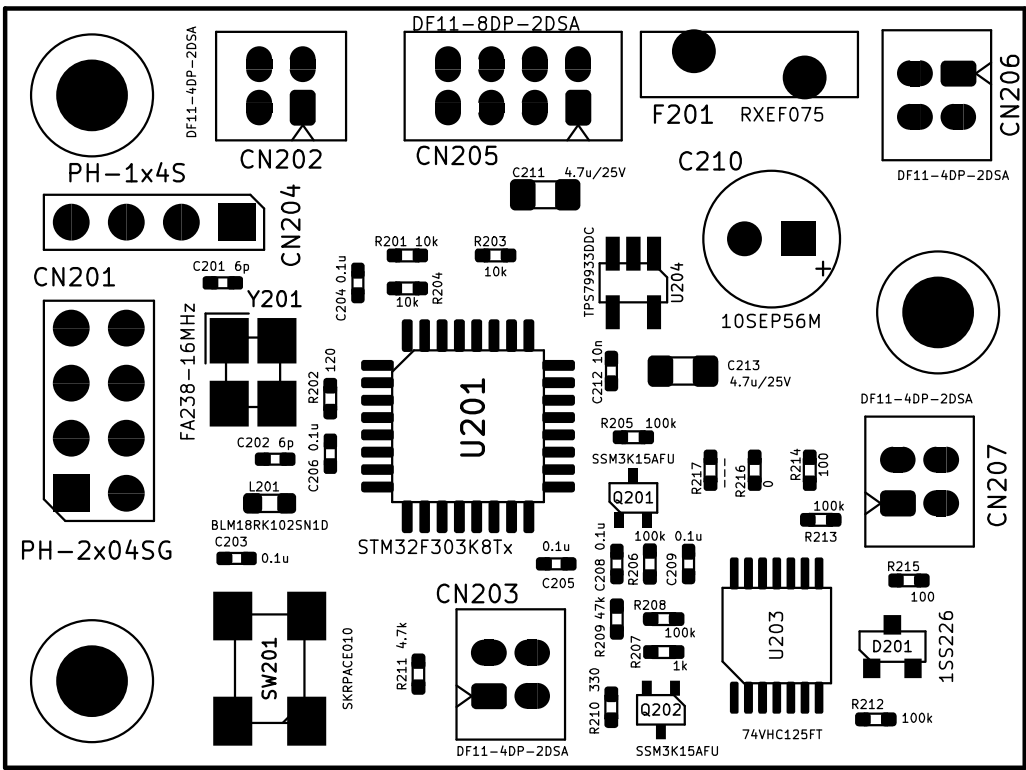 DF11-8DP-2DSA
DF11-4DP-2DSA
CN202
CN205
F201
RXEF075
CN206
DF11-4DP-2DSA
PH-1x4S
CN204
C211
4.7u/25V
C210
+
10SEP56M
CN201
C201 6p
Y201
FA238-16MHz
C204 0.1u
R201 10k
R203
10k
10k
R204
TPS79933DDC
U204
PH-2x04SG
R202 120
C202 6p
C206 0.1u
L201
BLM18RK102SN1D
C203
0.1u
U201
STM32F303K8Tx
C212 10n
C213
4.7u/25V
R205 100k
SSM3K15AFU
Q201
R217
---
R216
0
R214
100
100k
R213
DF11-4DP-2DSA
CN207
0.1u
C205
C208 0.1u
100k
R206
0.1u
C209
R209 47k
R208
100k
R207
1k
R210 330
Q202
SSM3K15AFU
U203
74VHC125FT
R215
100
D201
1SS226
R212
100k
SW201
SKRPACE010
R211 4.7k
CN203
DF11-4DP-2DSA